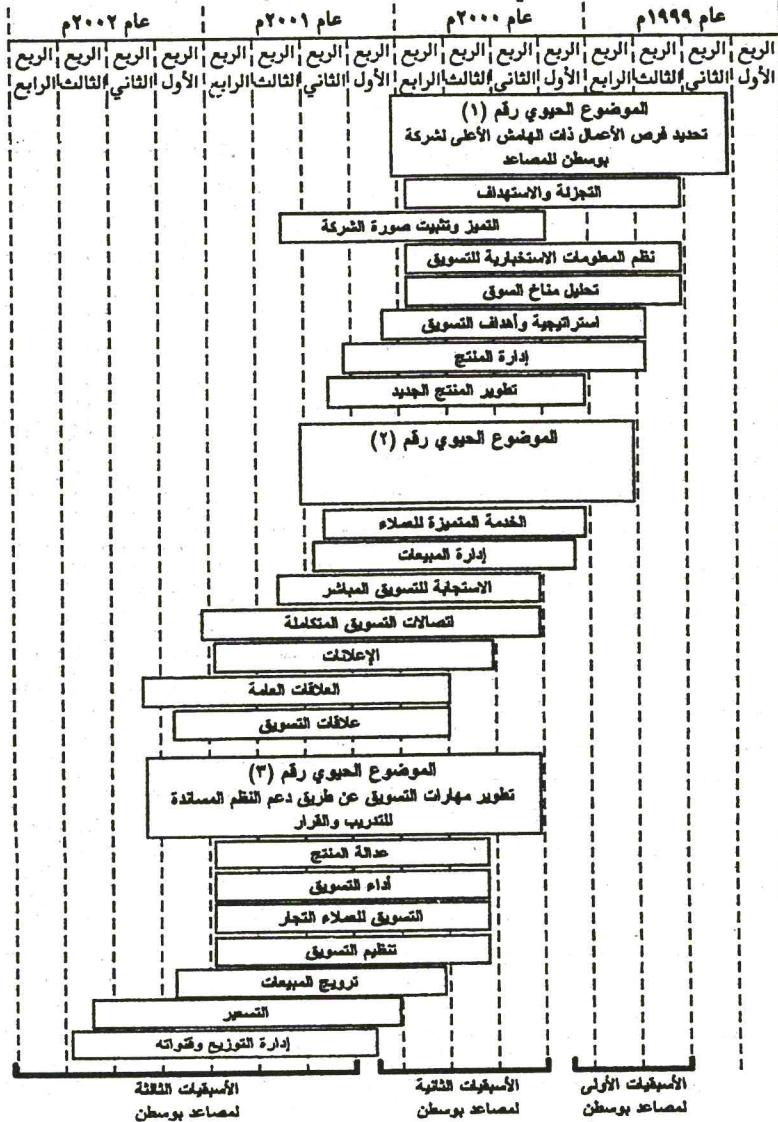 عام ١٩٩٩م عام ٢٠٠٠م عام ٢٠٠١م عام ٢٠٠٢م
الربع الربع الربع الربع الربع الربع الربع الربع الربع الربع الربع الربع الربع الربع الربع الربع
الأول الثاني الثالث الرابع الأول الثاني الثالث الرابع الأول الثاني الثالث الرابع الأول الثاني الثالث الرابع
الموضوع الحيوي رقم (١)
تحديد فرص الأعمال ذات الهامش الأعلى لشركة
بوسطن للمصاعد
التجزئة والاستهداف
التميز وتثبيت صورة الشركة
نظم المعلومات الاستخبارية للتسويق
تحليل مناخ السوق
استراتيجية وأهداف التسويق
إدارة المنتج
تطوير المنتج الجديد
الموضوع الحيوي رقم (٢)
الخدمة المتميزة للعملاء
إدارة المبيعات
الاستجابة للتسويق المباشر
اتصالات التسويق المتكاملة
الإعلانات
العلاقات العامة
علاقات التسويق
الموضوع الحيوي رقم (٣)
تطوير مهارات التسويق عن طريق دعم النظم المساندة
للتدريب والقرار
عدالة المنتج
أداء التسويق
التسويق للعملاء التجار
تنظيم التسويق
ترويج المبيعات
التسعير
إدارة التوزيع وقنواته
الأسبقيات الأولى
لمصاعد بوسطن
الأسبقيات الثانية
لمصاعد بوسطن
الأسبقيات الثالثة
لمصاعد بوسطن